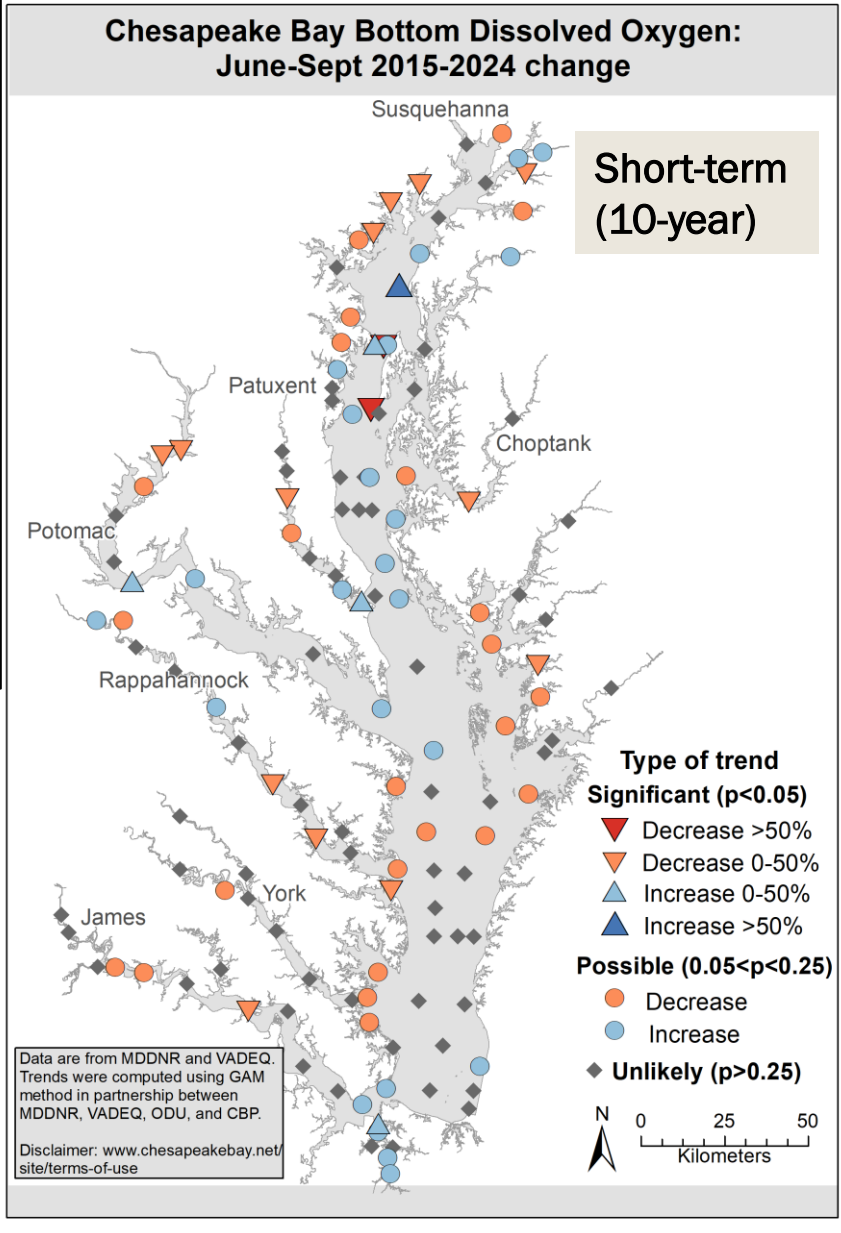 Chesapeake Bay Bottom Dissolved Oxygen:
June-Sept 2015-2024 change
Susquehanna
Short-term
(10-year)
Patuxent
Choptank
Potomac
Rappahannock
York
James
Type of trend
Significant (p<0.05)
Decrease >50%
Decrease 0-50%
Increase 0-50%
Increase >50%
Possible (0.05<p<0.25)
Decrease
Increase
Unlikely (p>0.25)
Data are from MDDNR and VADEQ.
Trends were computed using GAM
method in partnership between
MDDNR, VADEQ, ODU, and CBP.
Disclaimer: www.chesapeakebay.net/
site/terms-of-use
N
0 25 50
Kilometers